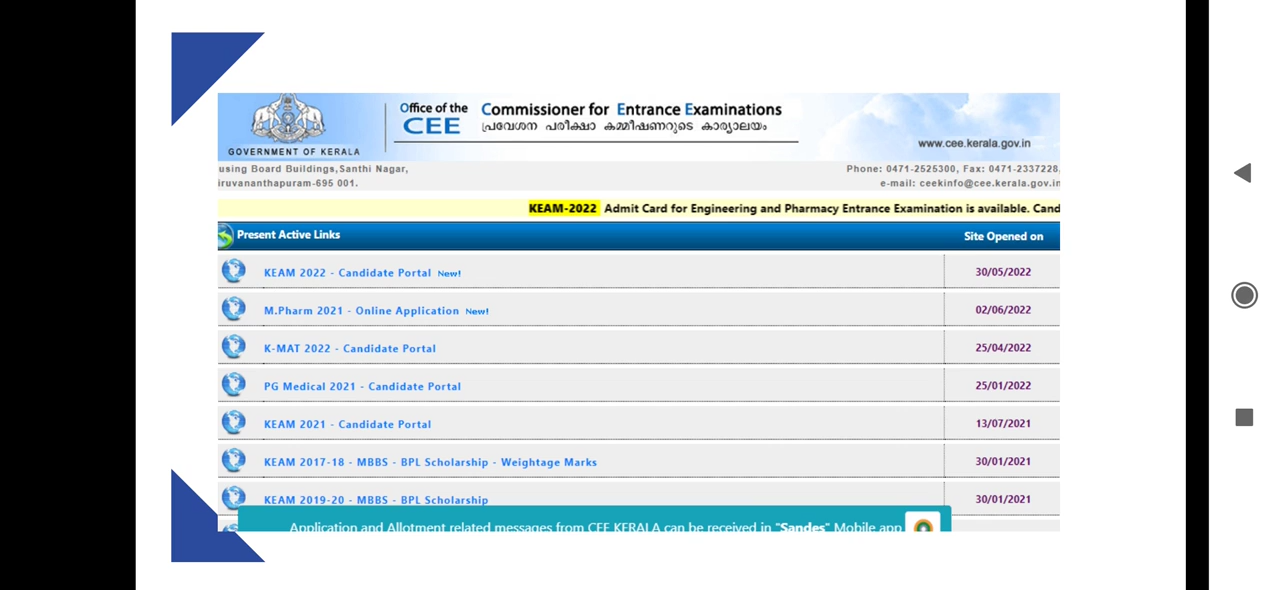 Office of the
CEE
Commissioner for Entrance Examinations
പ്രവേശന പരീക്ഷാ കമ്മീഷണറുടെ കാര്യാലയം
GOVERNMENT OF KERALA
www.cee.kerala.gov.in
using Board Buildings,Santhi Nagar,
Phone: 0471-2525300, Fax: 0471-2337228,
iruvananthapuram-695 001.
e-mail: ceekinfo@cee.kerala.gov.in
KEAM-2022 Admit Card for Engineering and Pharmacy Entrance Examination is available. Cand
Present Active Links Site Opened on
KEAM 2022 - Candidate Portal New! 30/05/2022
M.Pharm 2021 - Online Application New! 02/06/2022
K-MAT 2022 - Candidate Portal 25/04/2022
PG Medical 2021 - Candidate Portal 25/01/2022
KEAM 2021 - Candidate Portal 13/07/2021
KEAM 2017-18 - MBBS - BPL Scholarship - Weightage Marks 30/01/2021
KEAM 2019-20 - MBBS - BPL Scholarship 30/01/2021
Application and Allotment related messages from CEE KERALA can be received in "Sandes" Mobile app